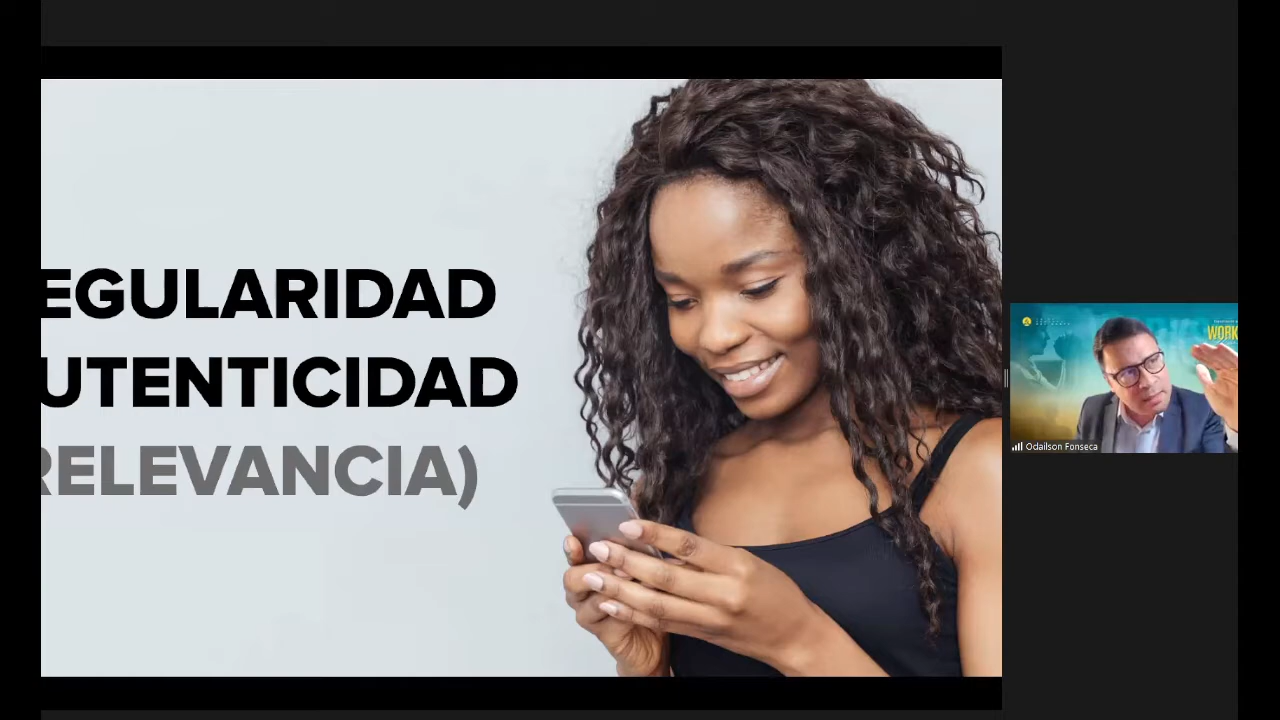 EGULARIDAD
UTENTICIDAD
RELEVANCIA)
WORK
Odailson Fonseca